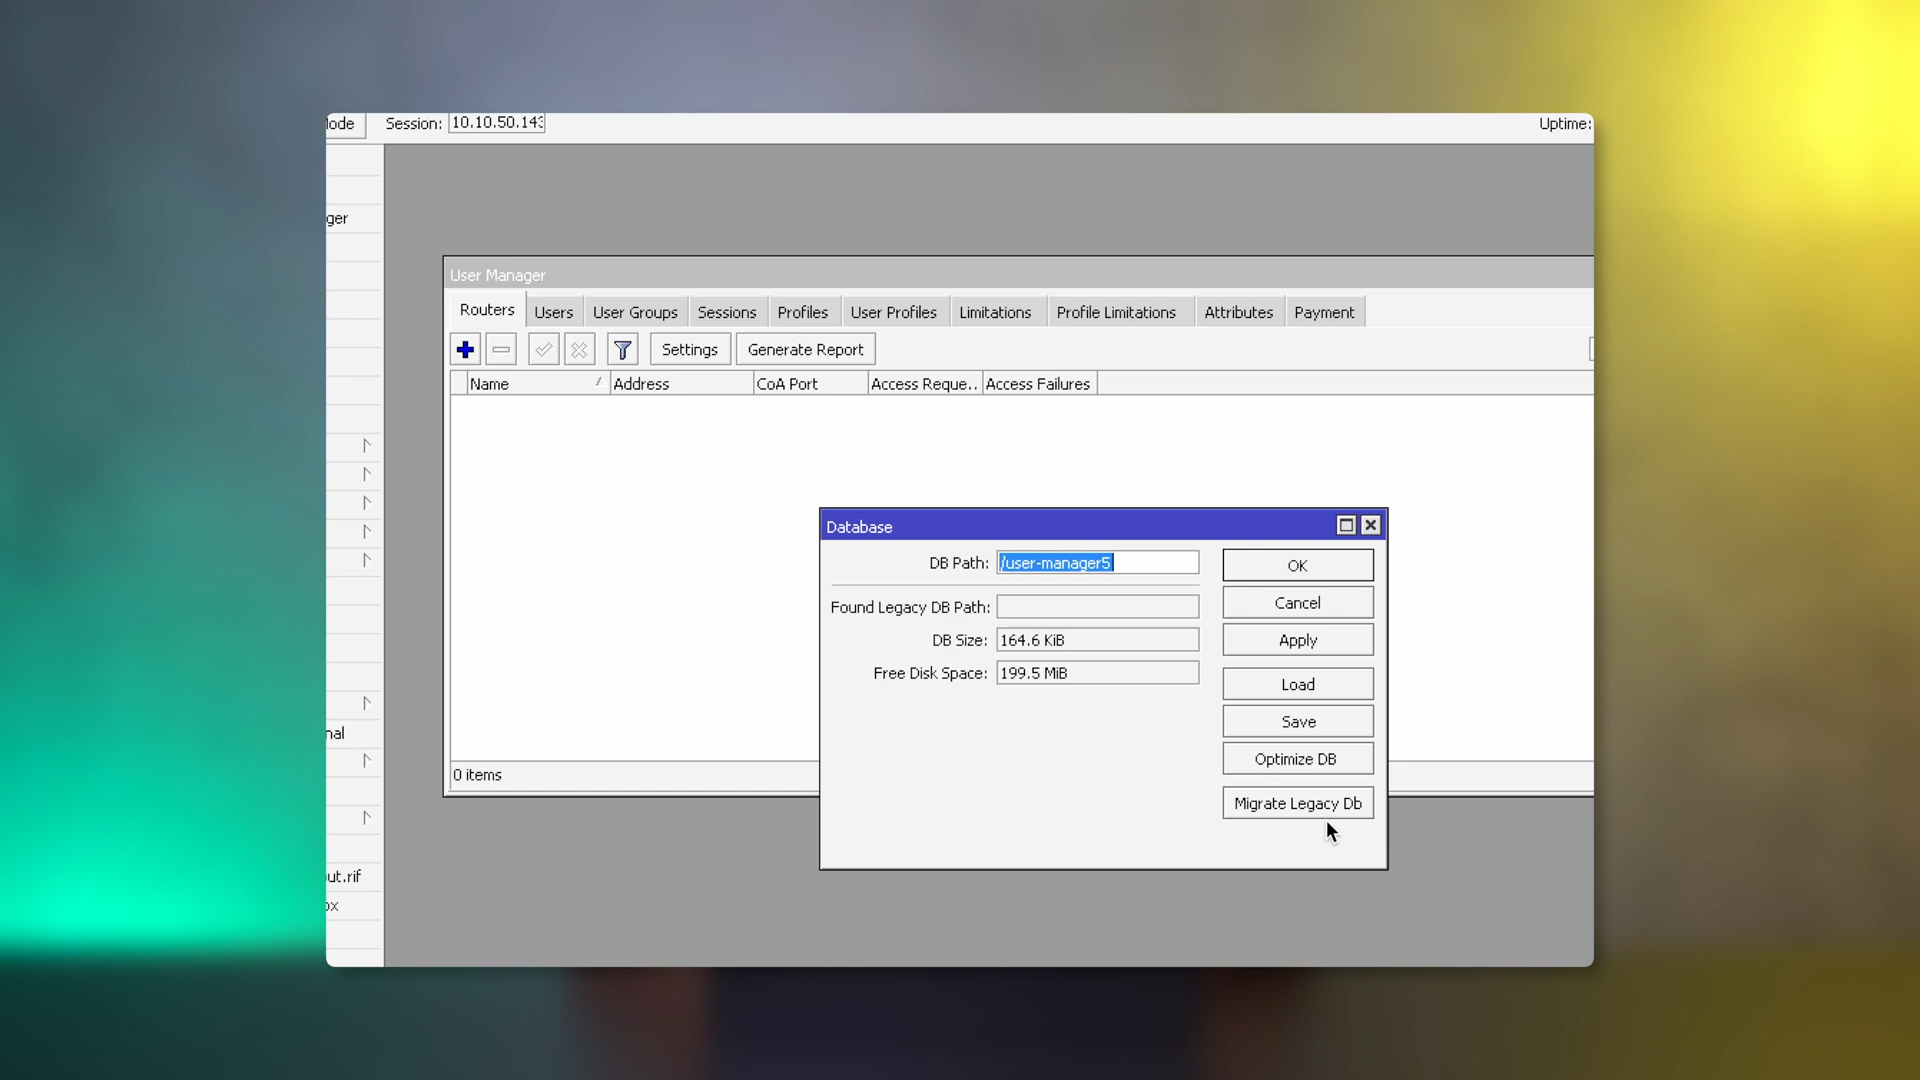 Mode Session: 10.10.50.143 Uptime:
ger
User Manager
Routers Users User Groups Sessions Profiles User Profiles Limitations Profile Limitations Attributes Payment
Settings Generate Report
Name Address CoA Port Access Reque.. Access Failures
Database
DB Path: /user-manager5 OK
Found Legacy DB Path: Cancel
DB Size: 164.6 KiB Apply
Free Disk Space: 199.5 MiB Load
nal Save
Optimize DB
0 items
Migrate Legacy Db
ut.rif
ox